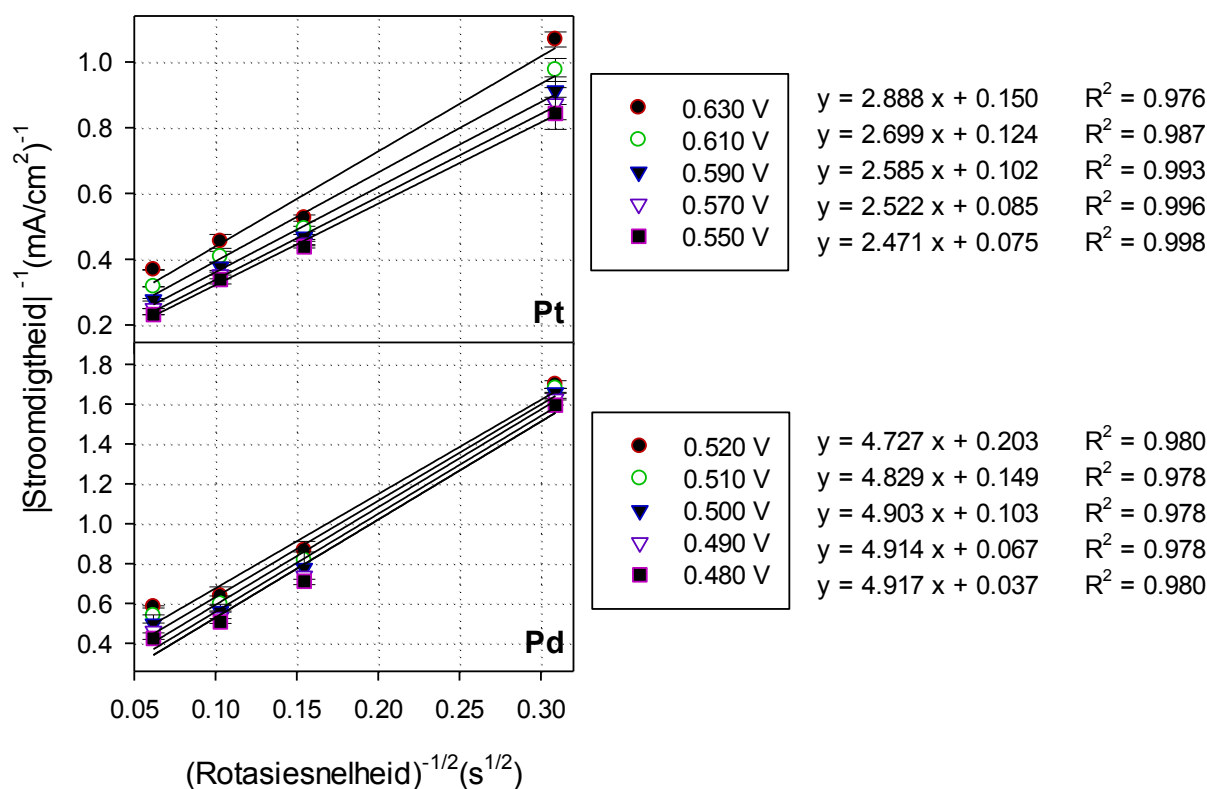 1.0
0.8
0.6
0.4
0.2
Pt
0.630 V
0.610 V
0.590 V
0.570 V
0.550 V
y = 2.888 x + 0.150 R² = 0.976
y = 2.699 x + 0.124 R² = 0.987
y = 2.585 x + 0.102 R² = 0.993
y = 2.522 x + 0.085 R² = 0.996
y = 2.471 x + 0.075 R² = 0.998
|Stroomdigtheid|⁻¹(mA/cm²)⁻¹
1.8
1.6
1.4
1.2
1.0
0.8
0.6
0.4
Pd
0.520 V
0.510 V
0.500 V
0.490 V
0.480 V
y = 4.727 x + 0.203 R² = 0.980
y = 4.829 x + 0.149 R² = 0.978
y = 4.903 x + 0.103 R² = 0.978
y = 4.914 x + 0.067 R² = 0.978
y = 4.917 x + 0.037 R² = 0.980
0.05 0.10 0.15 0.20 0.25 0.30
(Rotasiesnelheid)⁻¹/²(s¹/²)